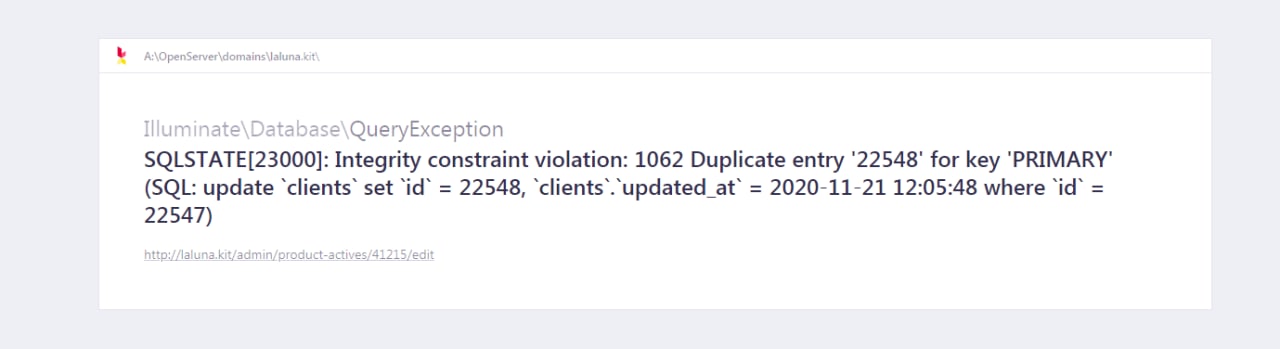 A:\OpenServer\domains\laluna.kit\
Illuminate\Database\QueryException
SQLSTATE[23000]: Integrity constraint violation: 1062 Duplicate entry '22548' for key 'PRIMARY'
(SQL: update `clients` set `id` = 22548, `clients`.`updated_at` = 2020-11-21 12:05:48 where `id` =
22547)
http://laluna.kit/admin/product-actives/41215/edit